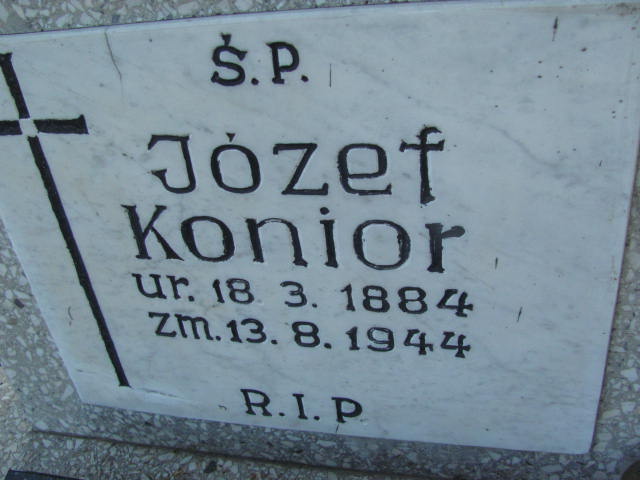 Ś.P.
Józef
Konior
ur. 18. 3. 1884
zm. 13. 8. 1944
R.I.P.